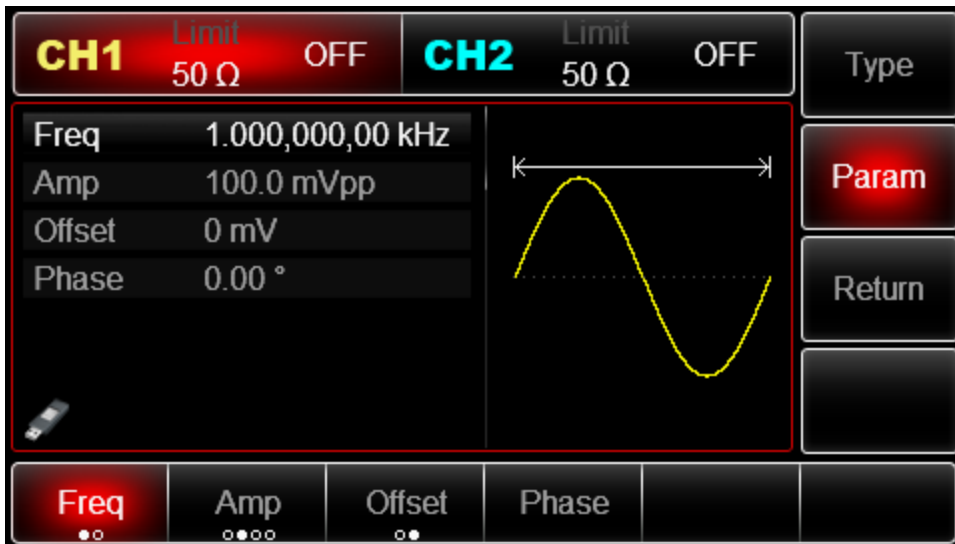 CH1 Limit 50 Ω OFF
CH2 Limit 50 Ω OFF
Type
Freq 1.000,000,00 kHz
Amp 100.0 mVpp
Offset 0 mV
Phase 0.00 °
Param
Return
Freq Amp Offset Phase